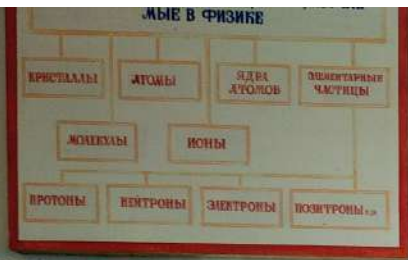 МЫЕ В ФИЗИКЕ
КРИСТАЛЛЫ
АТОМЫ
ЯДРА
АТОМОВ
ЭЛЕМЕНТАРНЫЕ
ЧАСТИЦЫ
МОЛЕКУЛЫ
ИОНЫ
ПРОТОНЫ
НЕЙТРОНЫ
ЭЛЕКТРОНЫ
ПОЗИТРОНЫ